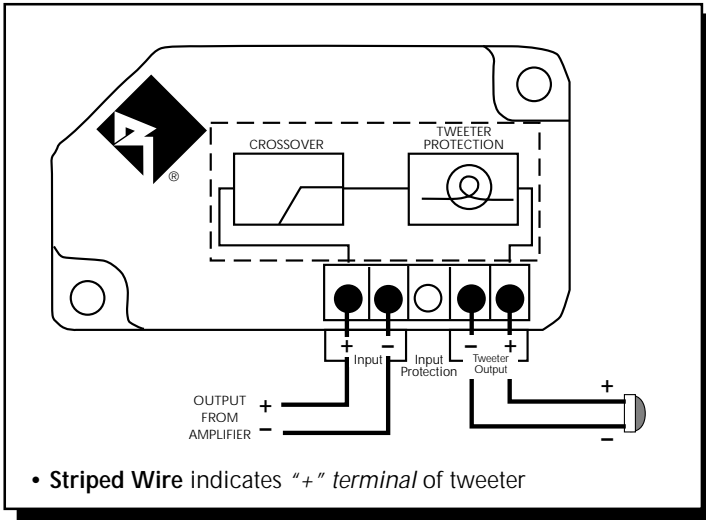 CROSSOVER
TWEETER
PROTECTION
®
+ − − +
Input
Input
Protection
Tweeter
Output
OUTPUT
FROM
AMPLIFIER
+
−
+
−
• Striped Wire indicates "+" terminal of tweeter